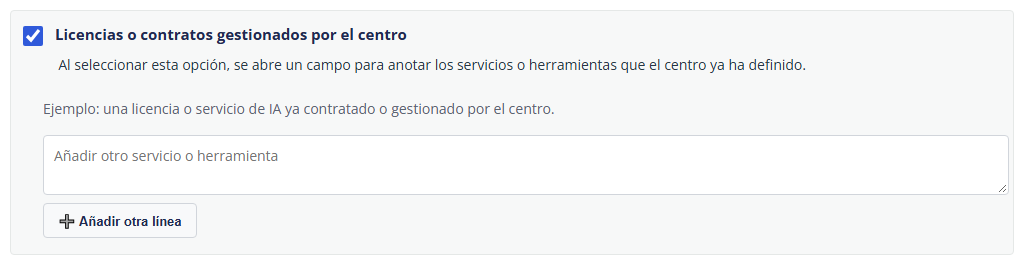 Licencias o contratos gestionados por el centro
Al seleccionar esta opción, se abre un campo para anotar los servicios o herramientas que el centro ya ha definido.
Ejemplo: una licencia o servicio de IA ya contratado o gestionado por el centro.
Añadir otro servicio o herramienta
Añadir otra línea